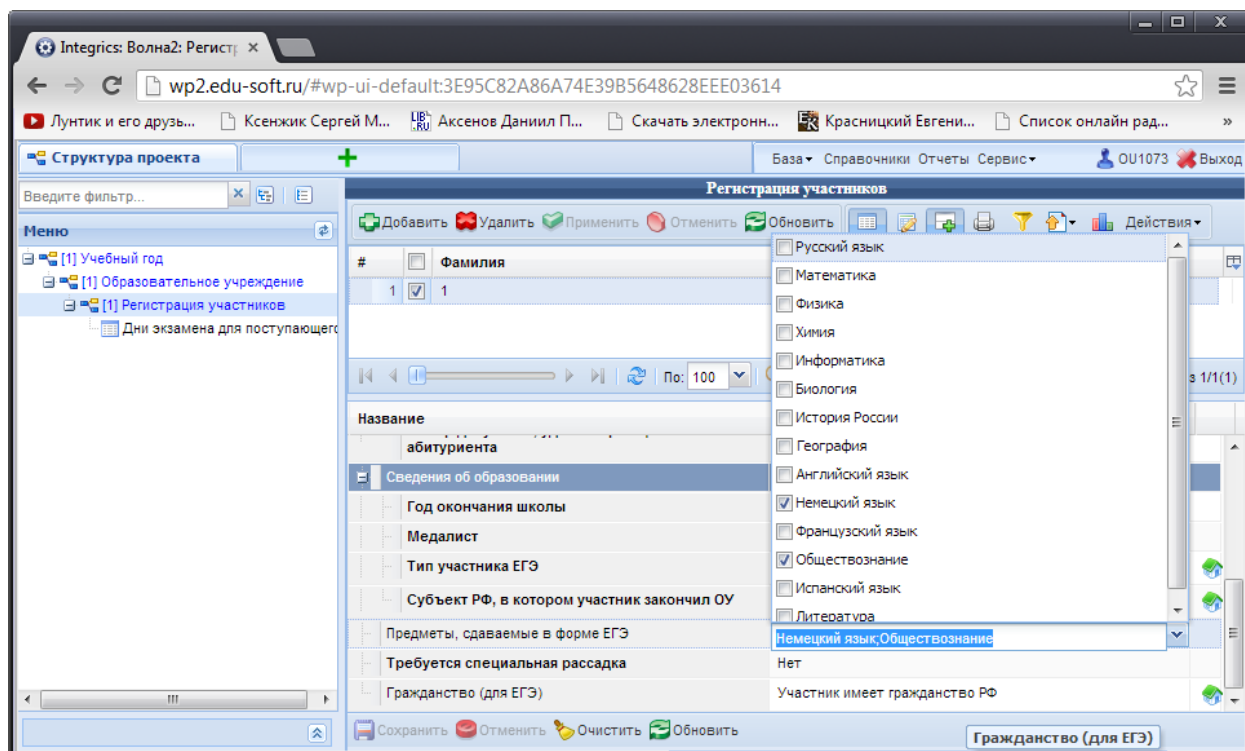 Integrics: Волна2: Регистр
wp2.edu-soft.ru/#wp-ui-default:3E95C82A86A74E39B5648628EEE03614
Лунтик и его друзь... Ксенжик Сергей М... LIB.RU Аксенов Даниил П... Скачать электронн... Красницкий Евгени... Список онлайн рад... »
Структура проекта База Справочники Отчеты Сервис OU1073 Выход
Введите фильтр... Регистрация участников
Добавить Удалить Применить Отменить Обновить Действия
Меню
[1] Учебный год
[1] Образовательное учреждение
[1] Регистрация участников
Дни экзамена для поступающего
# Фамилия
1 1
По: 100 1/1(1)
Название
абитуриента
Сведения об образовании
Год окончания школы
Медалист
Тип участника ЕГЭ
Субъект РФ, в котором участник закончил ОУ
Предметы, сдаваемые в форме ЕГЭ
Требуется специальная рассадка
Гражданство (для ЕГЭ)
Русский язык
Математика
Физика
Химия
Информатика
Биология
История России
География
Английский язык
Немецкий язык
Французский язык
Обществознание
Испанский язык
Литература
Немецкий язык;Обществознание
Нет
Участник имеет гражданство РФ
Сохранить Отменить Очистить Обновить
Гражданство (для ЕГЭ)